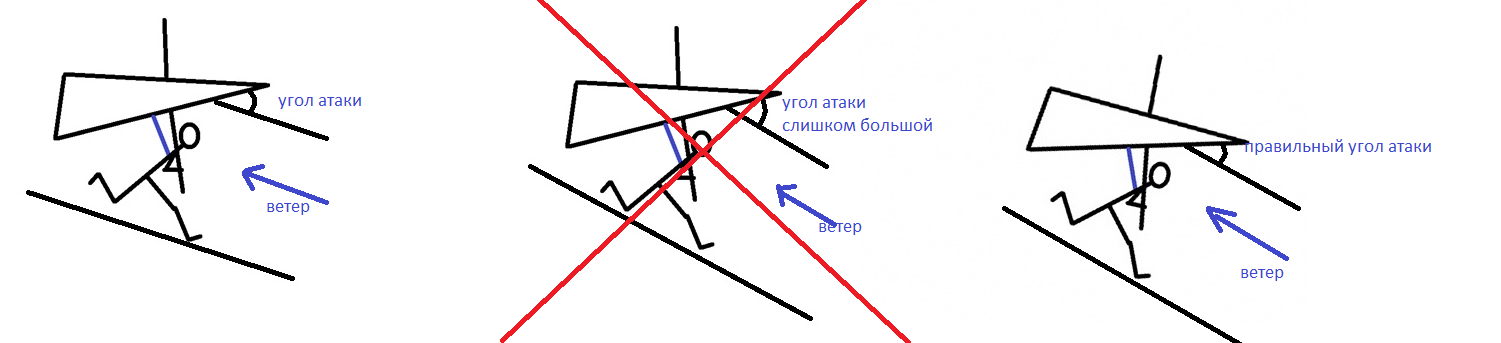 угол атаки
ветер
угол атаки
слишком большой
ветер
правильный угол атаки
ветер